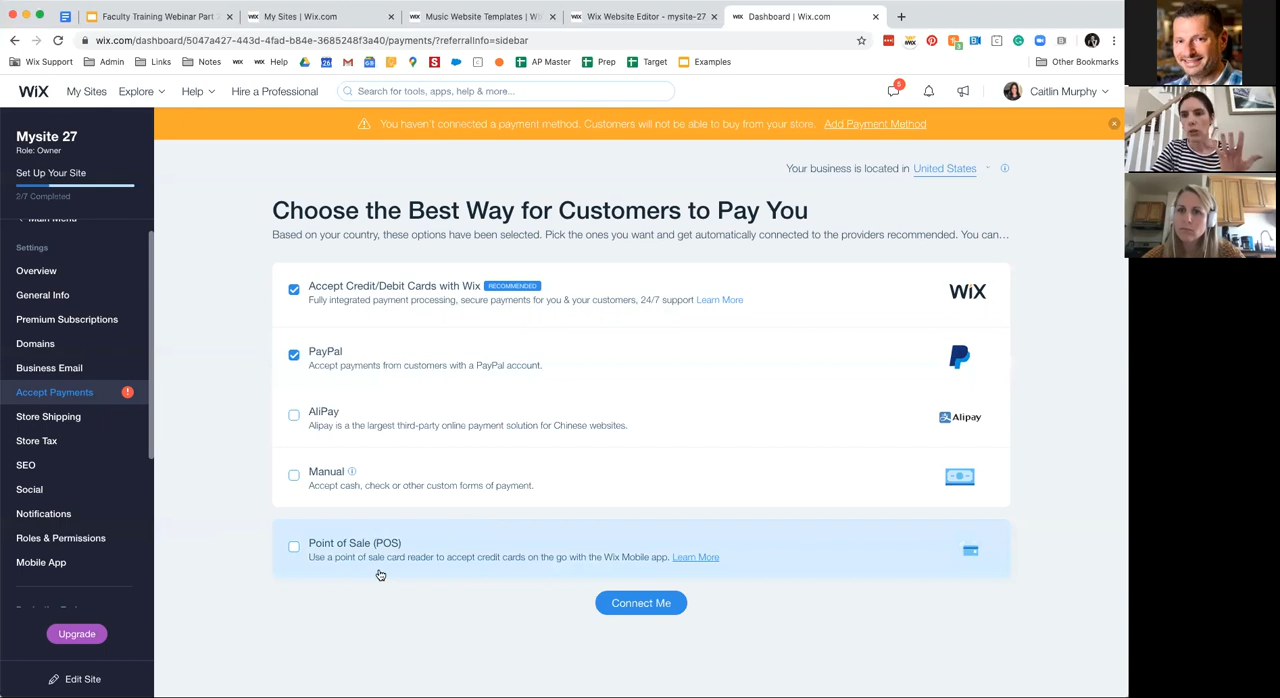 Faculty Training Webinar Part 2
My Sites | Wix.com
Music Website Templates | W
Wix Website Editor - mysite-27
Dashboard | Wix.com
wix.com/dashboard/5047a427-443d-4fad-b84e-3685248f3a40/payments/?referralInfo=sidebar
Wix Support
Admin
Links
Notes
Help
AP Master
Prep
Target
Examples
Other Bookmarks
WiX
My Sites
Explore
Help
Hire a Professional
Search for tools, apps, help & more...
5
Caitlin Murphy
Mysite 27
Role: Owner
Set Up Your Site
2/7 Completed
Main Menu
Settings
Overview
General Info
Premium Subscriptions
Domains
Business Email
Accept Payments
Store Shipping
Store Tax
SEO
Social
Notifications
Roles & Permissions
Mobile App
Upgrade
Edit Site
You haven't connected a payment method. Customers will not be able to buy from your store. Add Payment Method
Your business is located in United States
Choose the Best Way for Customers to Pay You
Based on your country, these options have been selected. Pick the ones you want and get automatically connected to the providers recommended. You can…
Accept Credit/Debit Cards with Wix RECOMMENDED
Fully integrated payment processing, secure payments for you & your customers, 24/7 support Learn More
WiX
PayPal
Accept payments from customers with a PayPal account.
AliPay
Alipay is a the largest third-party online payment solution for Chinese websites.
Alipay
Manual
Accept cash, check or other custom forms of payment.
Point of Sale (POS)
Use a point of sale card reader to accept credit cards on the go with the Wix Mobile app. Learn More
Connect Me